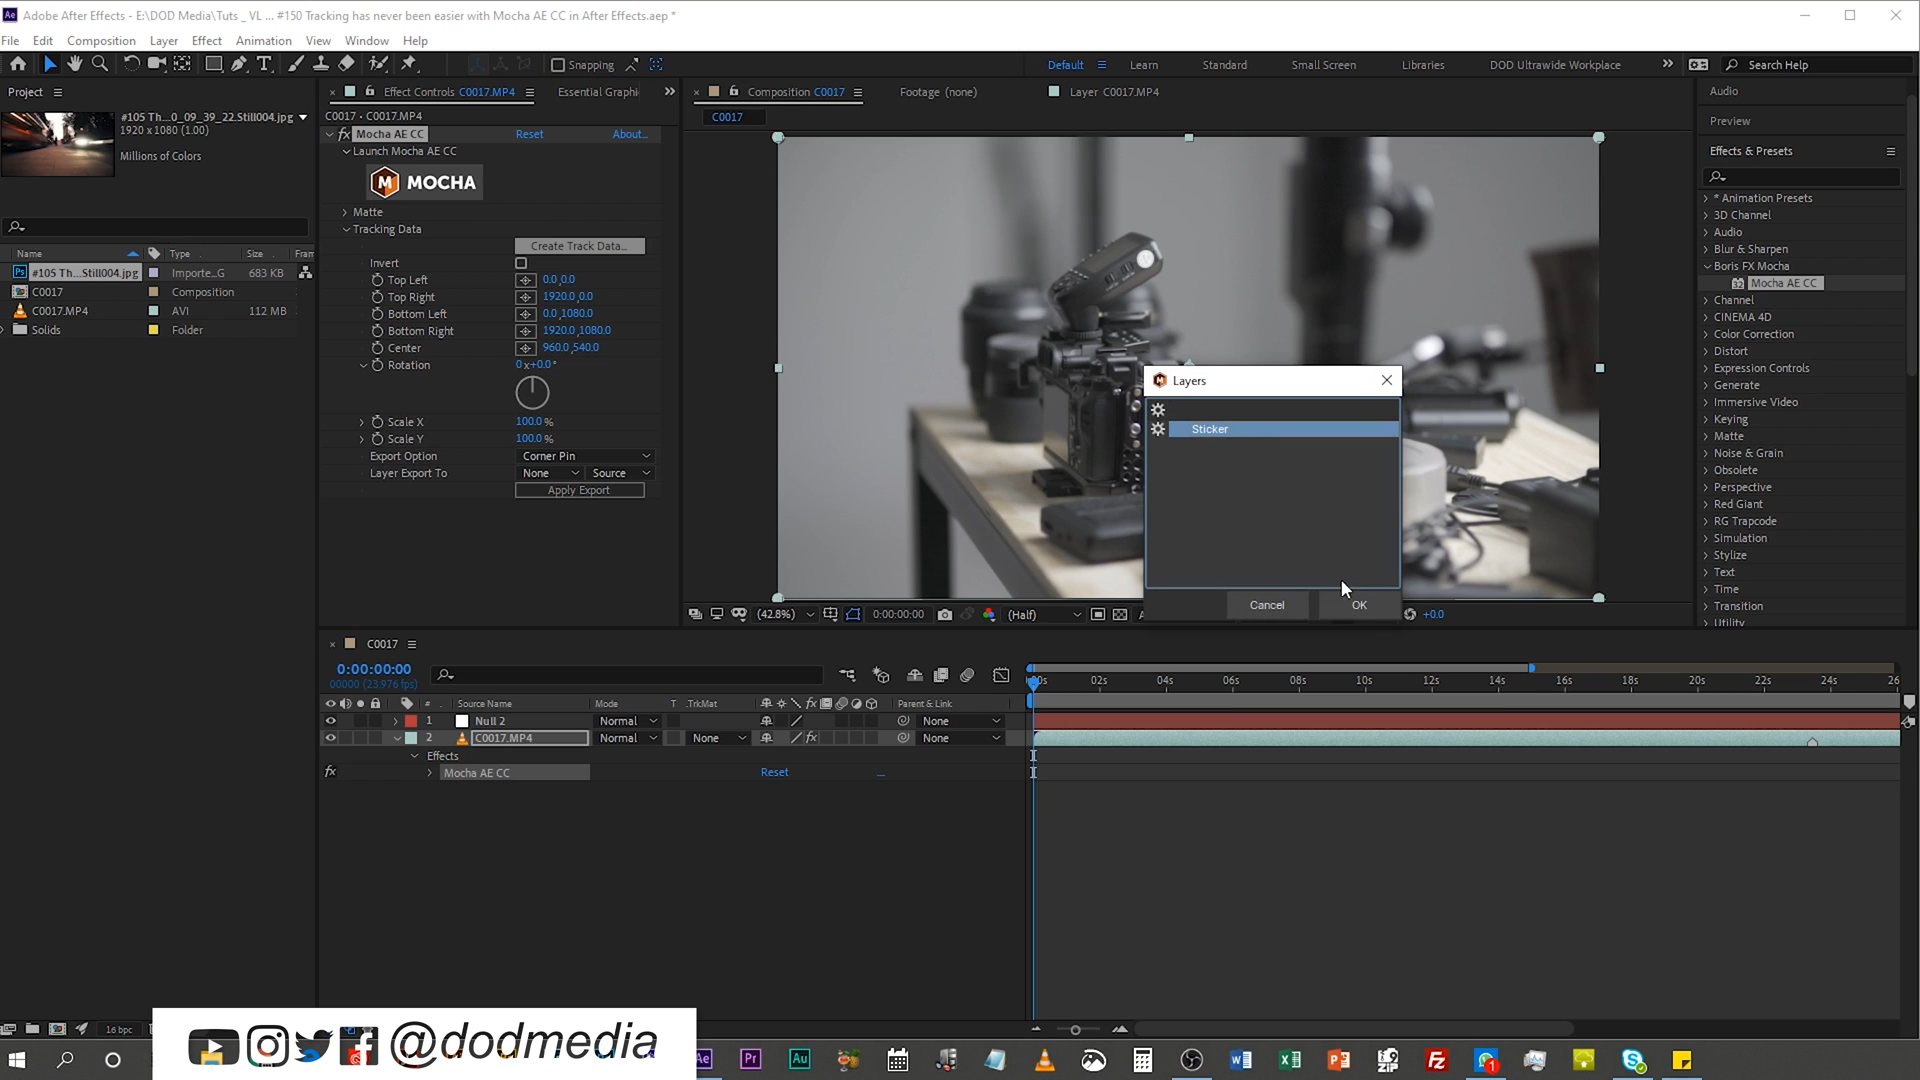 Adobe After Effects - E:\DOD Media\Tuts _ VL ... #150 Tracking has never been easier with Mocha AE CC in After Effects.aep *
File Edit Composition Layer Effect Animation View Window Help
Snapping
Default Learn Standard Small Screen Libraries DOD Ultrawide Workplace Search Help
Project
#105 Th...0_09_39_22.Still004.jpg
1920 x 1080 (1.00)
Millions of Colors
Name Type Size Fram
#105 Th...Still004.jpg Importe_G 683 KB
C0017 Composition
C0017.MP4 AVI 112 MB
Solids Folder
16 bpc
Effect Controls C0017.MP4 Essential Graphi
C0017 • C0017.MP4
fx Mocha AE CC Reset About...
Launch Mocha AE CC
MOCHA
Matte
Tracking Data
Create Track Data...
Invert
Top Left 0.0,0.0
Top Right 1920.0,0.0
Bottom Left 0.0,1080.0
Bottom Right 1920.0,1080.0
Center 960.0,540.0
Rotation 0x+0.0°
Scale X 100.0 %
Scale Y 100.0 %
Export Option Corner Pin
Layer Export To None Source
Apply Export
Composition C0017 Footage (none) Layer C0017.MP4
C0017
Layers
Sticker
Cancel OK
(42.8%) 0:00:00:00 (Half) +0.0
Audio
Preview
Effects & Presets
* Animation Presets
3D Channel
Audio
Blur & Sharpen
Boris FX Mocha
Mocha AE CC
Channel
CINEMA 4D
Color Correction
Distort
Expression Controls
Generate
Immersive Video
Keying
Matte
Noise & Grain
Obsolete
Perspective
Red Giant
RG Trapcode
Simulation
Stylize
Text
Time
Transition
Utility
C0017
0:00:00:00
00000 (23.976 fps)
02s 04s 06s 08s 10s 12s 14s 16s 18s 20s 22s 24s 26
# Source Name Mode T .TrkMat fx Parent & Link
1 Null 2 Normal None
2 C0017.MP4 Normal None fx None
Effects
fx Mocha AE CC Reset
@dodmedia
Ae Pr Au